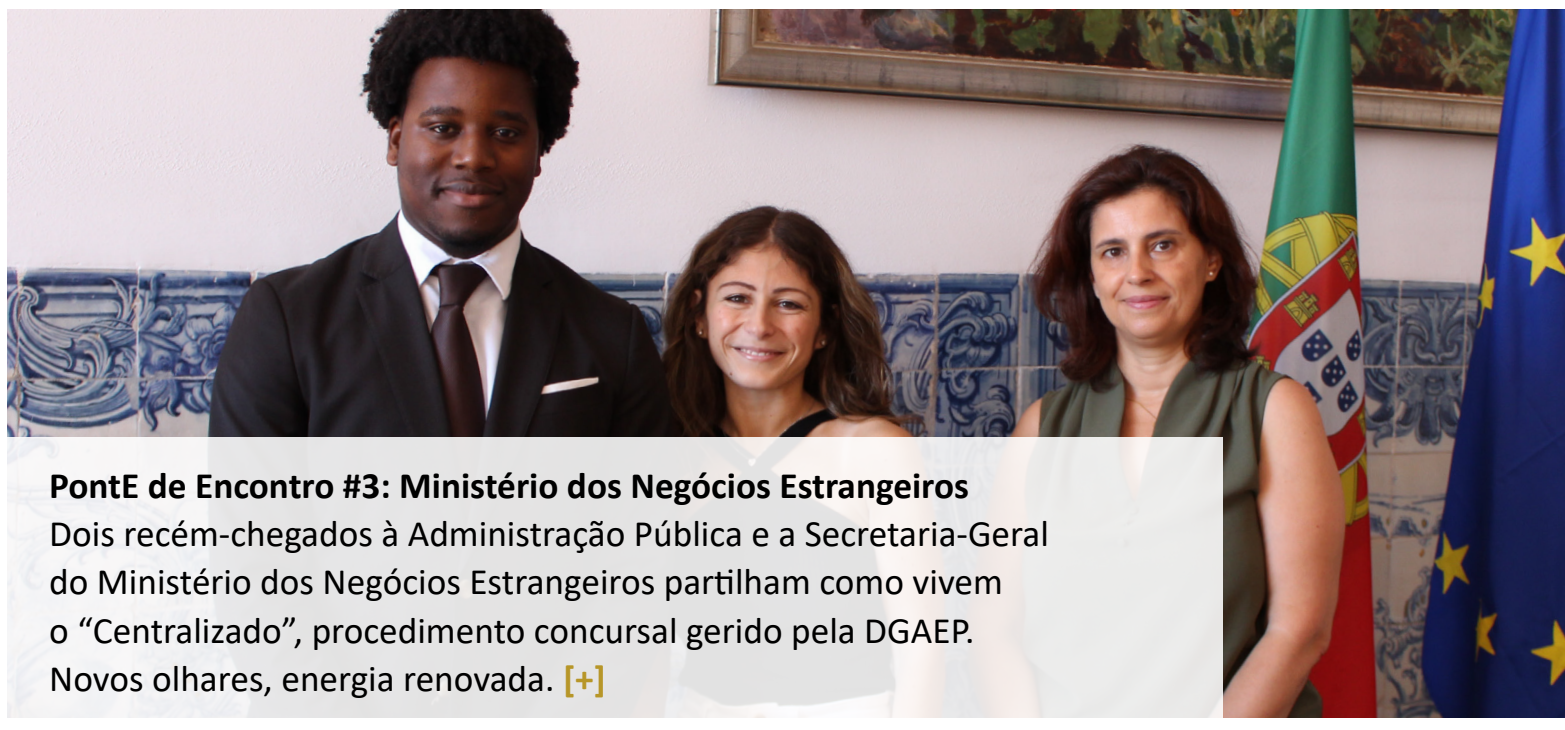 PontE de Encontro #3: Ministério dos Negócios Estrangeiros
Dois recém-chegados à Administração Pública e a Secretaria-Geral
do Ministério dos Negócios Estrangeiros partilham como vivem
o “Centralizado”, procedimento concursal gerido pela DGAEP.
Novos olhares, energia renovada. [+]